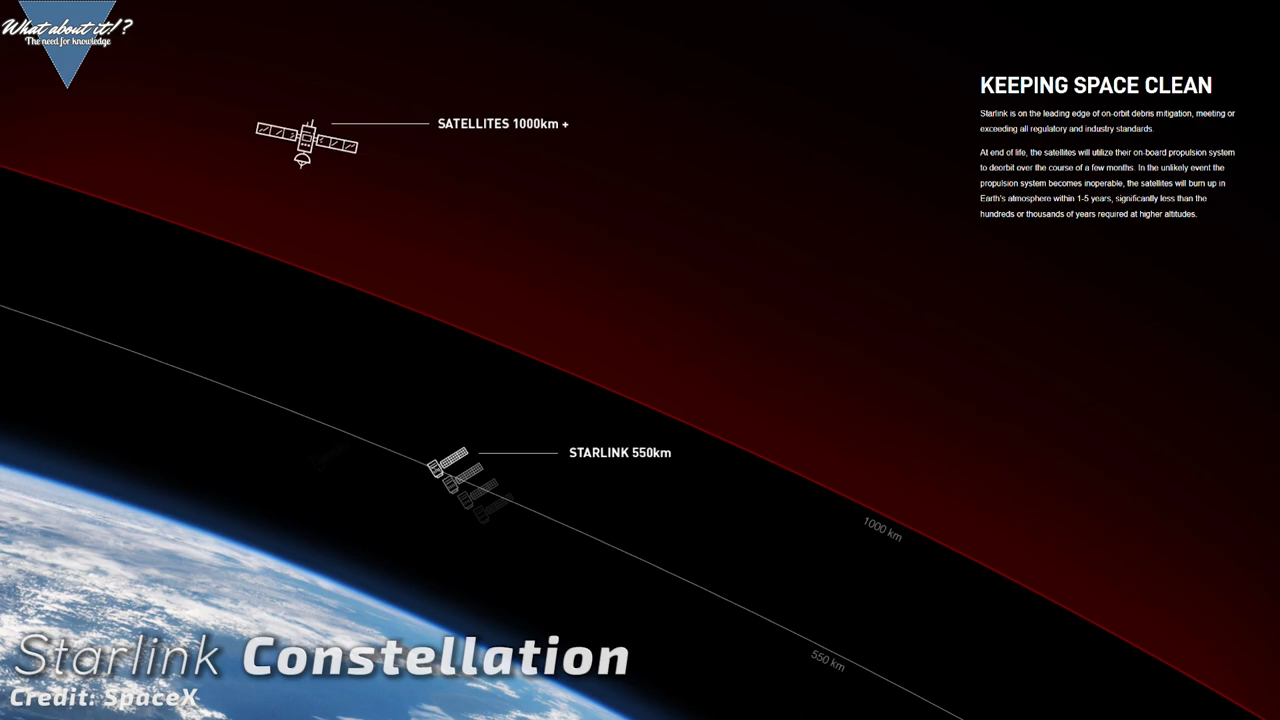 What about it!?
The need for knowledge
KEEPING SPACE CLEAN
Starlink is on the leading edge of on-orbit debris mitigation, meeting or
exceeding all regulatory and industry standards.
At end of life, the satellites will utilize their on-board propulsion system
to deorbit over the course of a few months. In the unlikely event the
propulsion system becomes inoperable, the satellites will burn up in
Earth's atmosphere within 1-5 years, significantly less than the
hundreds or thousands of years required at higher altitudes.
SATELLITES 1000km +
STARLINK 550km
1000 km
550 km
Starlink Constellation
Credit: SpaceX